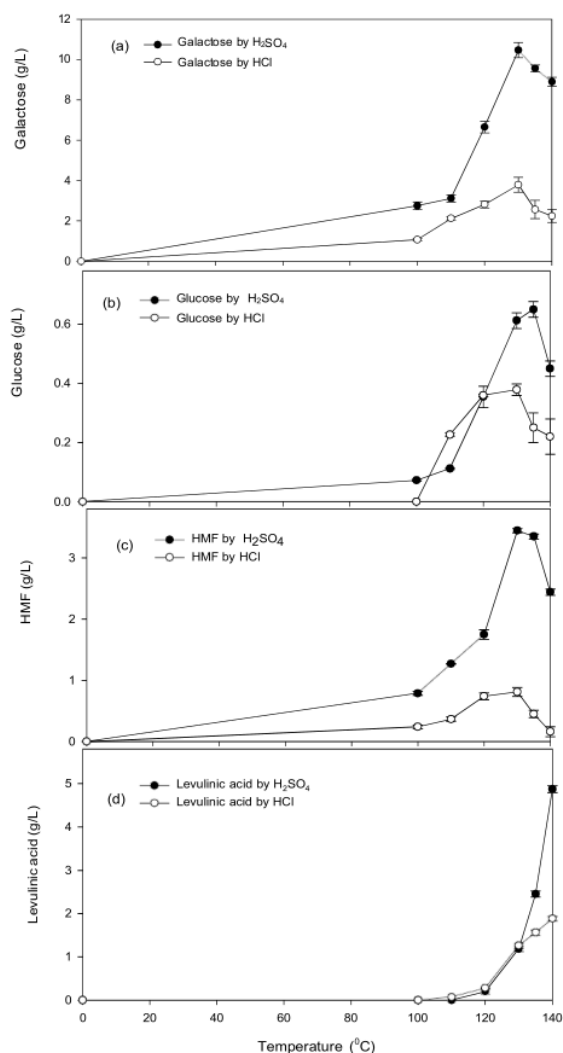 12
10
8
6
4
2
0
Galactose (g/L)
(a)
Galactose by H₂SO₄
Galactose by HCl
0.6
0.4
0.2
0.0
Glucose (g/L)
(b)
Glucose by H₂SO₄
Glucose by HCl
3
2
1
0
HMF (g/L)
(c)
HMF by H₂SO₄
HMF by HCl
5
4
3
2
1
0
Levulinic acid (g/L)
(d)
Levulinic acid by H₂SO₄
Levulinic acid by HCl
0 20 40 60 80 100 120 140
Temperature (⁰C)